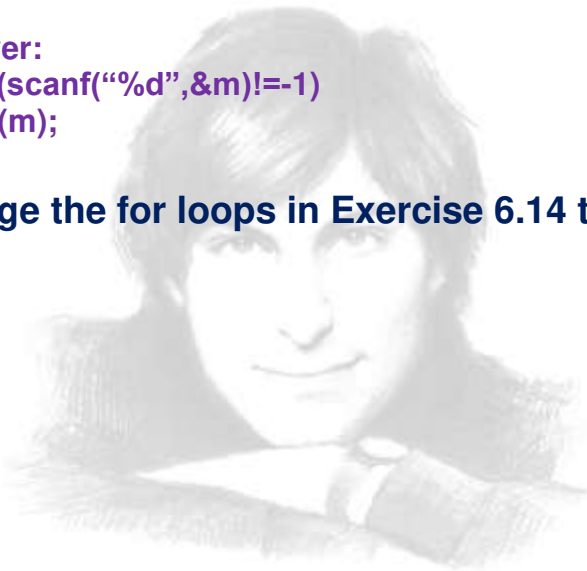 er:
(scanf(“%d”,&m)!=-1)
(m);
ge the for loops in Exercise 6.14 t